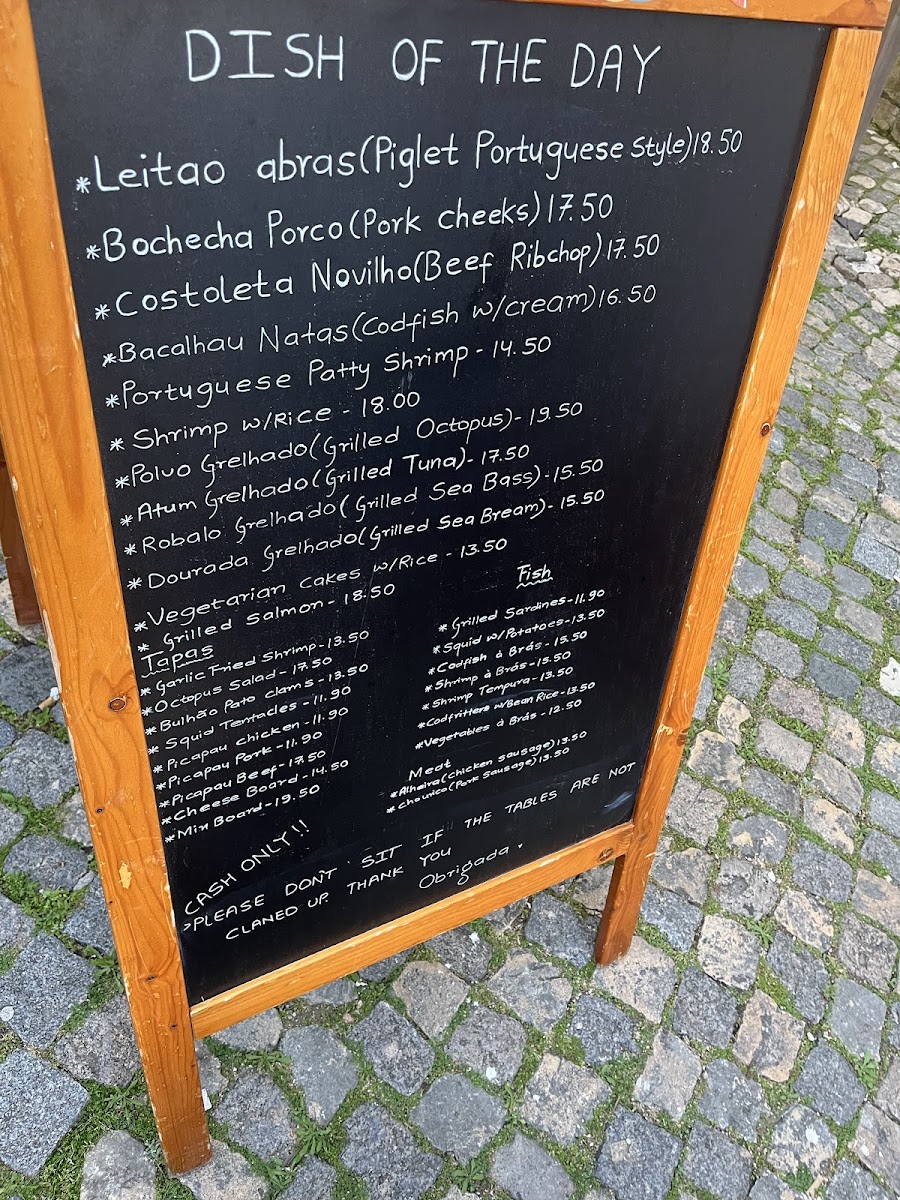 DISH OF THE DAY
*Leitao abras(Piglet Portuguese Style)18.50
*Bochecha Porco(Pork cheeks)17.50
*Costoleta Novilho(Beef Ribchop)17.50
*Bacalhau Natas(Codfish w/cream)16.50
*Portuguese Patty Shrimp - 14.50
* Shrimp w/Rice - 18.00
*Polvo Grelhado(Grilled Octopus)- 19.50
*Atum Grelhado(Grilled Tuna)- 17.50
*Robalo Grelhado(Grilled Sea Bass)-15.50
*Dourada Grelhado(Grilled Sea Bream)- 15.50
*Vegetarian cakes w/Rice - 13.50
* Grilled Salmon - 18.50
Tapas
* Garlic Fried Shrimp-13.50
*Octopus Salad - 17.50
*Bulhão Pato clams - 13.50
* Squid Tentacles - 11.90
*Picapau chicken - 11.90
*Picapau Pork - 11.90
*Picapau Beef - 17.50
*Cheese Board - 14.50
*Mix Board - 19.50
Fish
* Grilled Sardines - 11.90
*Squid w/Potatoes - 13.50
*Codfish à Brás - 15.50
*Shrimp à Brás - 15.50
* Shrimp Tempura - 13.50
*Codfritters w/Bean Rice - 13.50
*Vegetables à Brás - 12.50
Meat
*Alheira(chicken sausage)13.50
*chourico(Pork Sausage)13.50
CASH ONLY!!
>PLEASE DONT SIT IF THE TABLES ARE NOT
CLANED UP. THANK YOU
Obrigada.